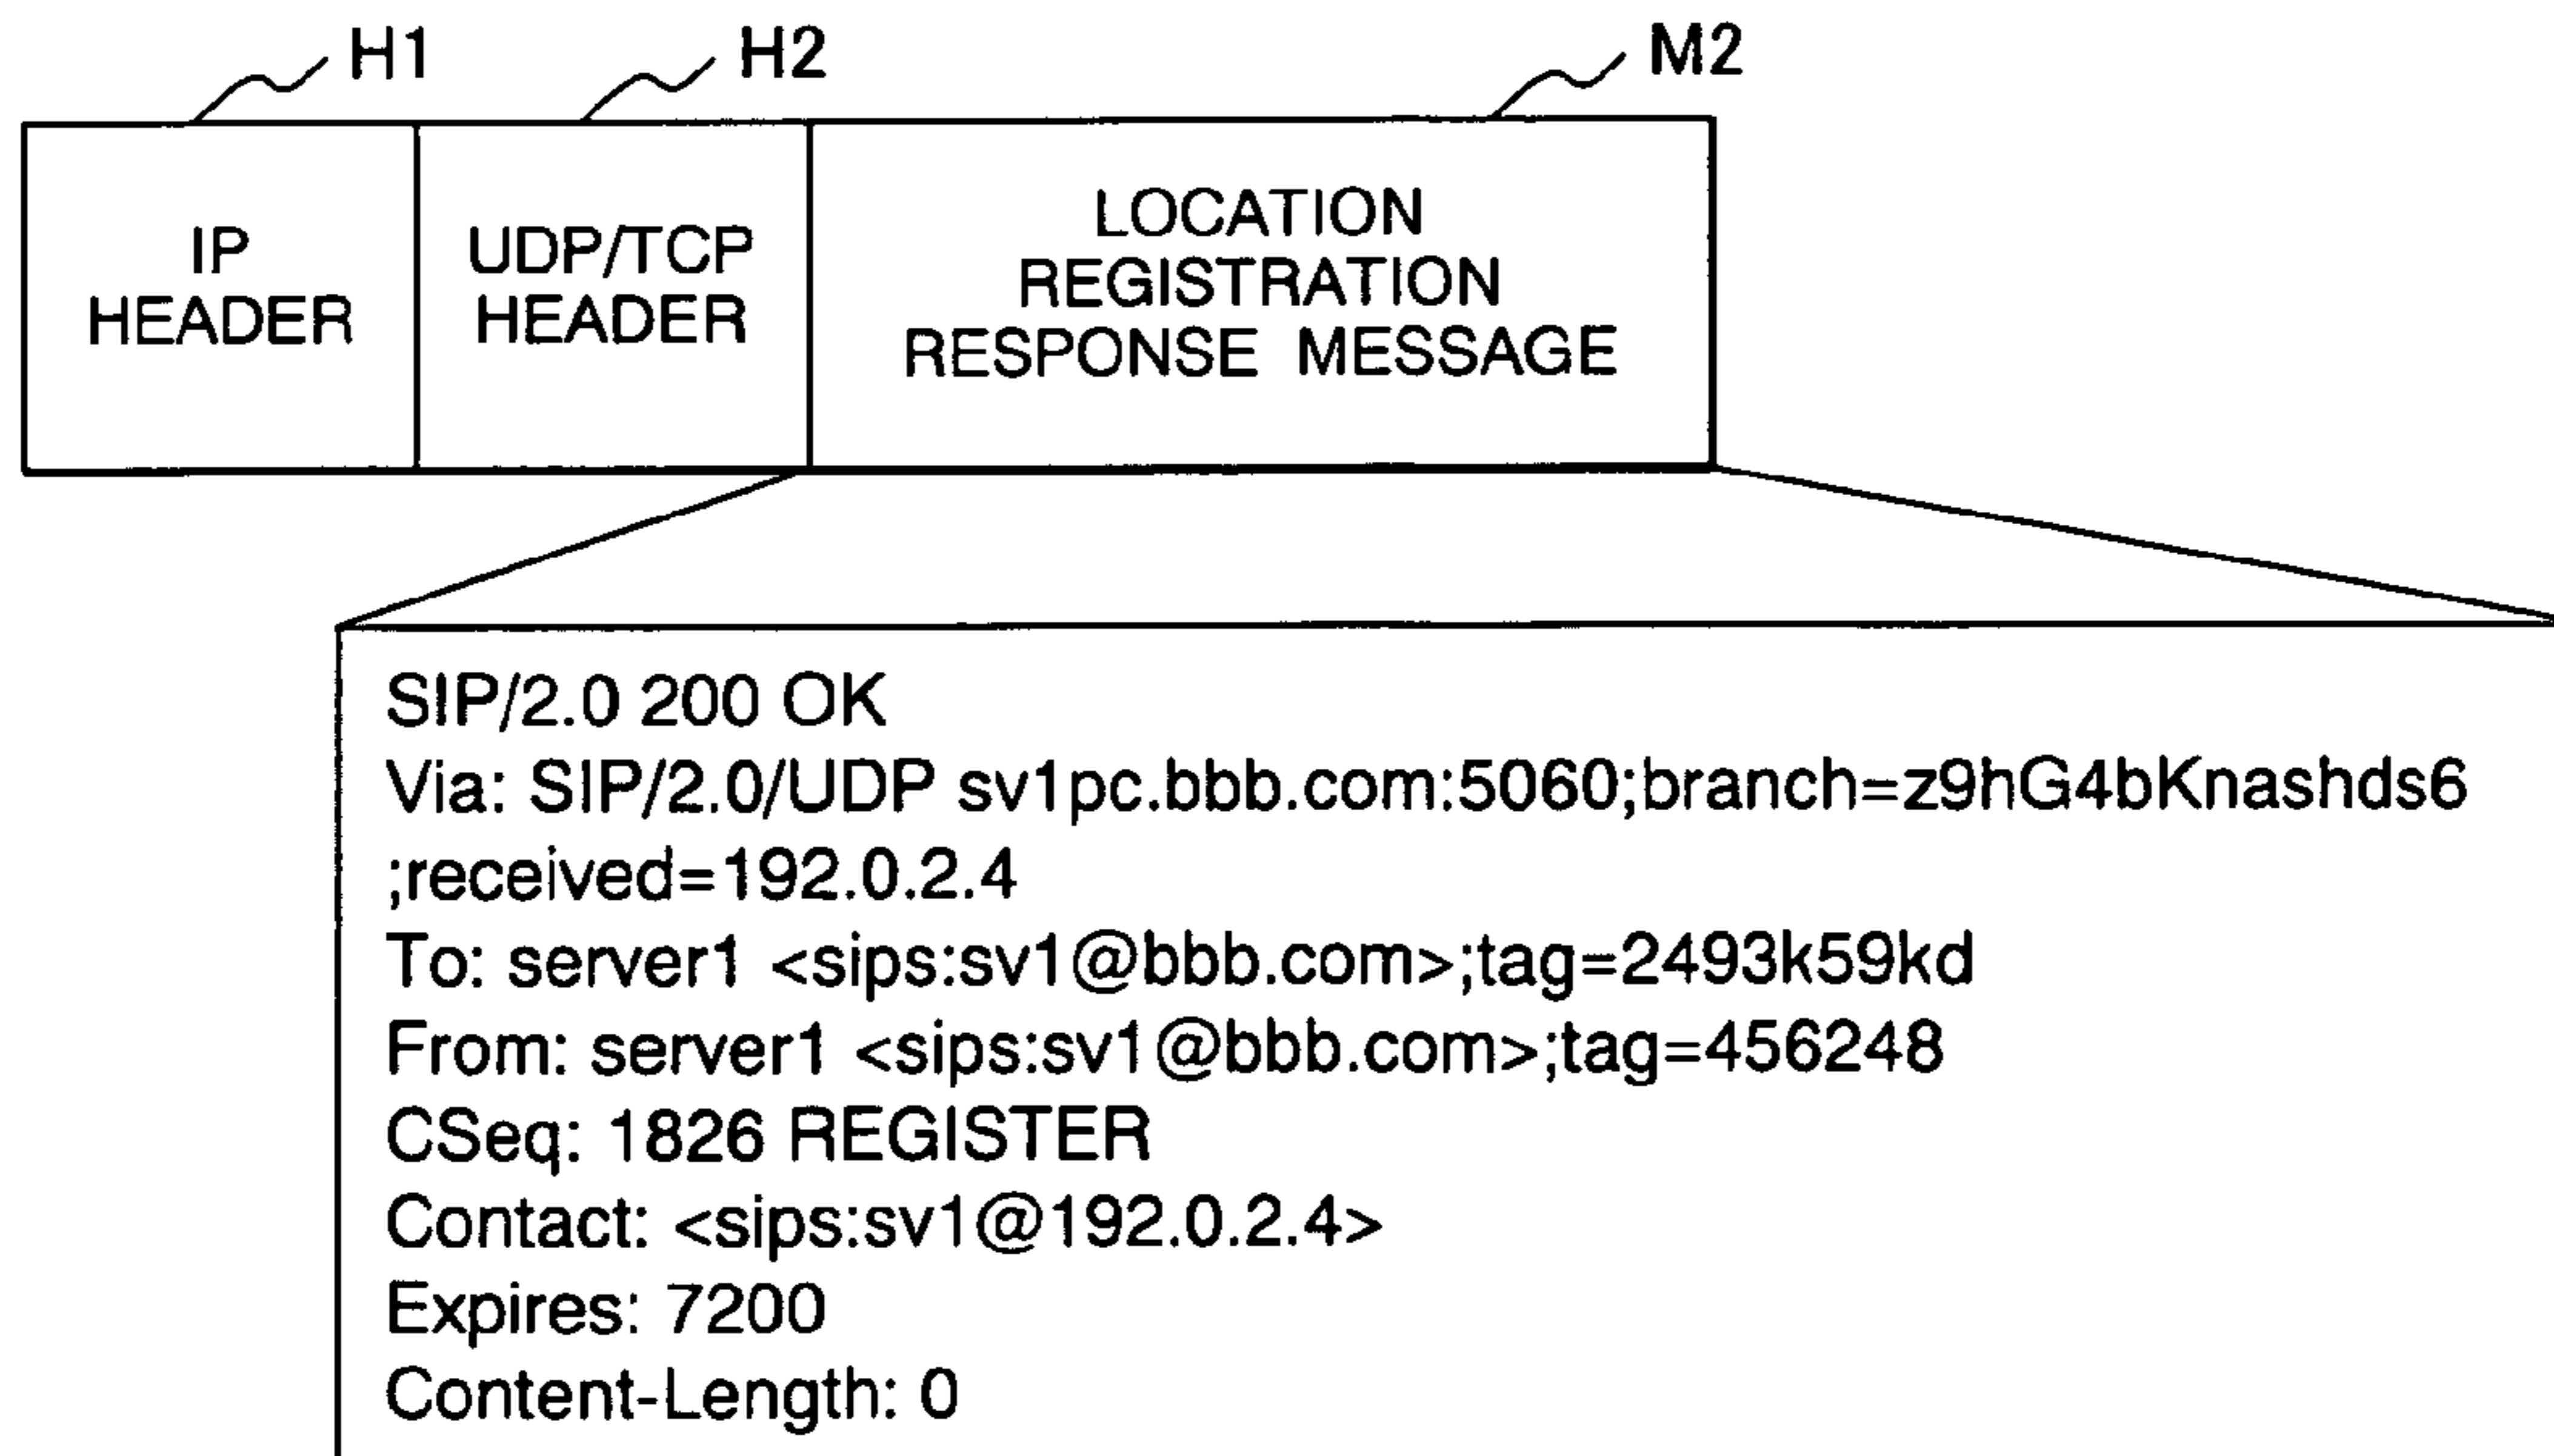 H1
H2
M2
IP
HEADER
UDP/TCP
HEADER
LOCATION
REGISTRATION
RESPONSE MESSAGE
SIP/2.0 200 OK
Via: SIP/2.0/UDP sv1pc.bbb.com:5060;branch=z9hG4bKnashds6
;received=192.0.2.4
To: server1 <sips:sv1@bbb.com>;tag=2493k59kd
From: server1 <sips:sv1@bbb.com>;tag=456248
CSeq: 1826 REGISTER
Contact: <sips:sv1@192.0.2.4>
Expires: 7200
Content-Length: 0